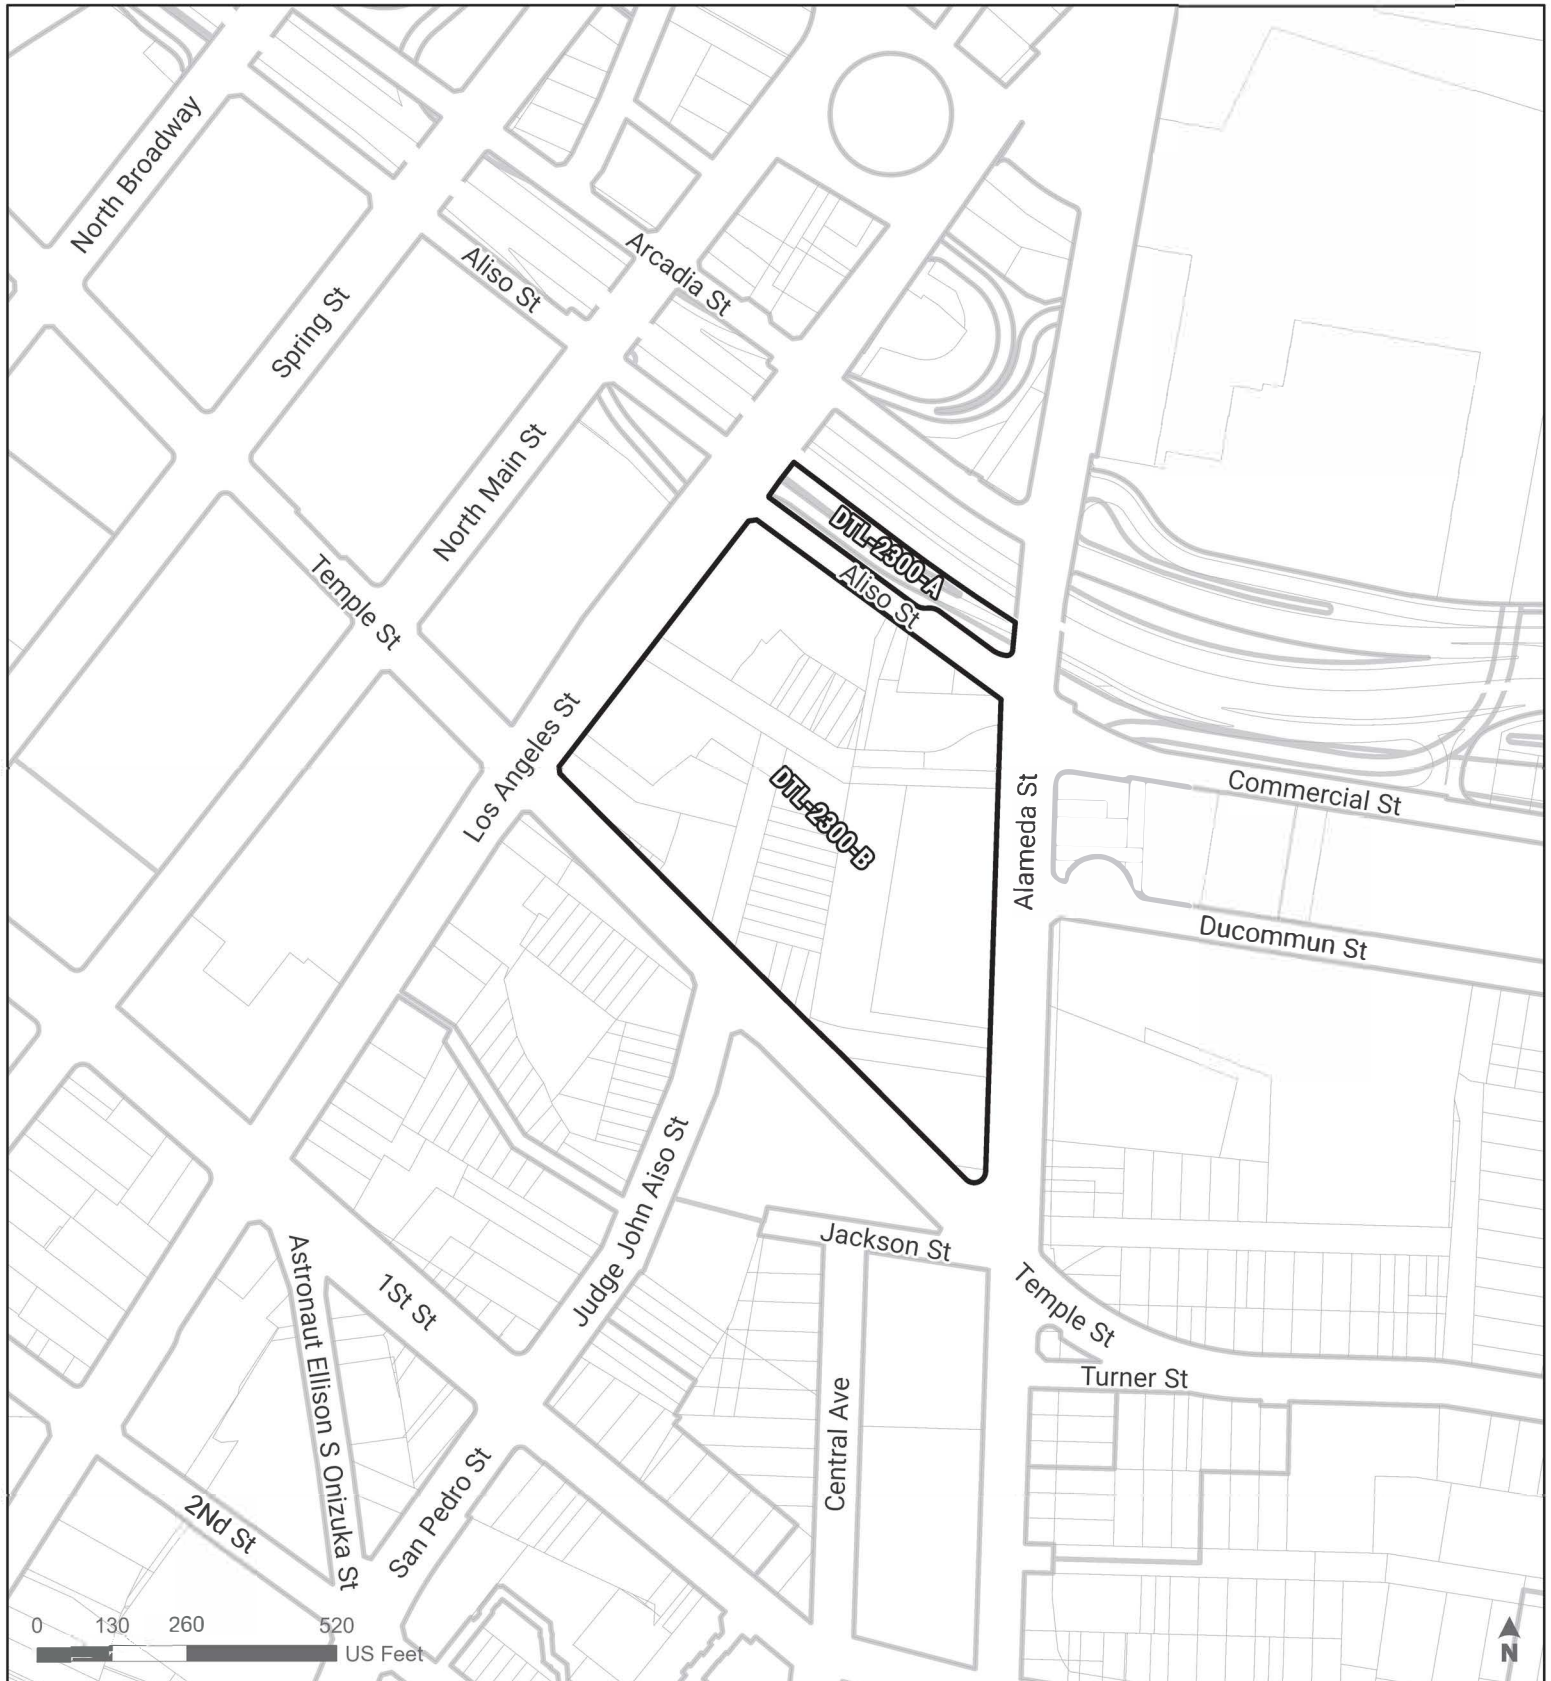 North Broadway
Arcadia St
Aliso St
Spring St
North Main St
DTL-2300-A
Aliso St
Temple St
Los Angeles St
DTL-2300-B
Commercial St
Alameda St
Ducommun St
Judge John Aiso St
Jackson St
Astronaut Ellison S Onizuka St
1St St
Temple St
Turner St
Central Ave
San Pedro St
2Nd St
0 130 260 520
US Feet
N